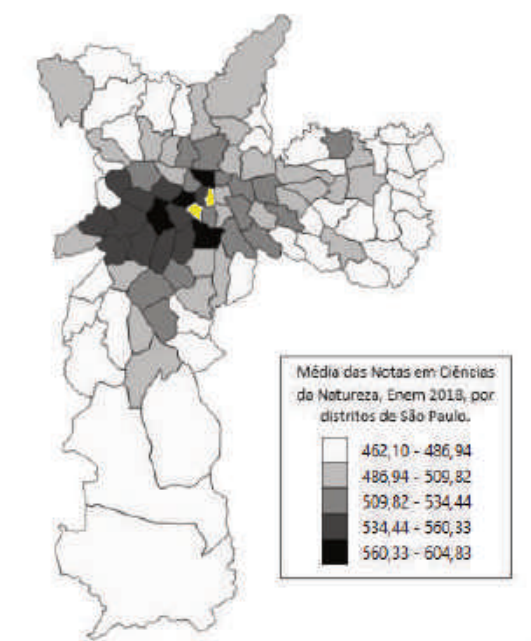 Média das Notas em Ciências
da Natureza, Enem 2018, por
distritos de São Paulo.
462,10 - 486,94
486,94 - 509,82
509,82 - 534,44
534,44 - 560,33
560,33 - 604,83